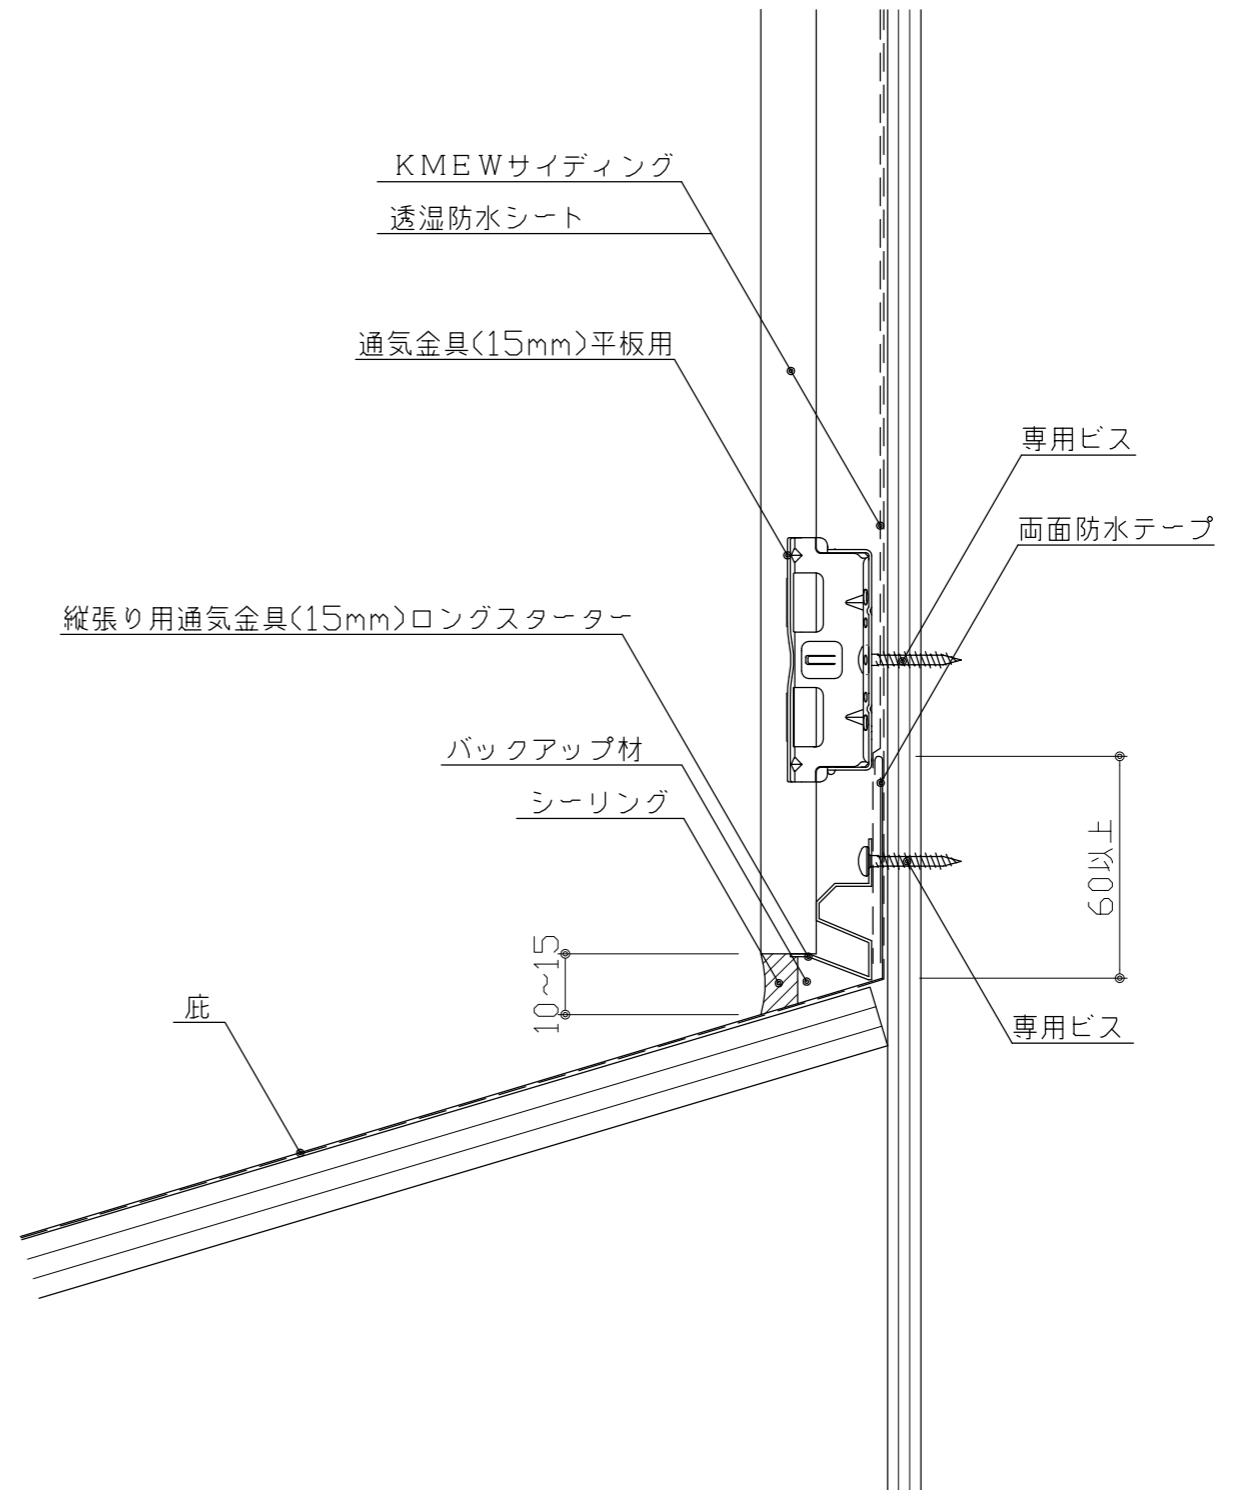 KMEWサイディング
透湿防水シート
通気金具(15mm)平板用
専用ビス
両面防水テープ
縦張り用通気金具(15mm)ロングスターター
バックアップ材
シーリング
60以上
10~15
庇
専用ビス